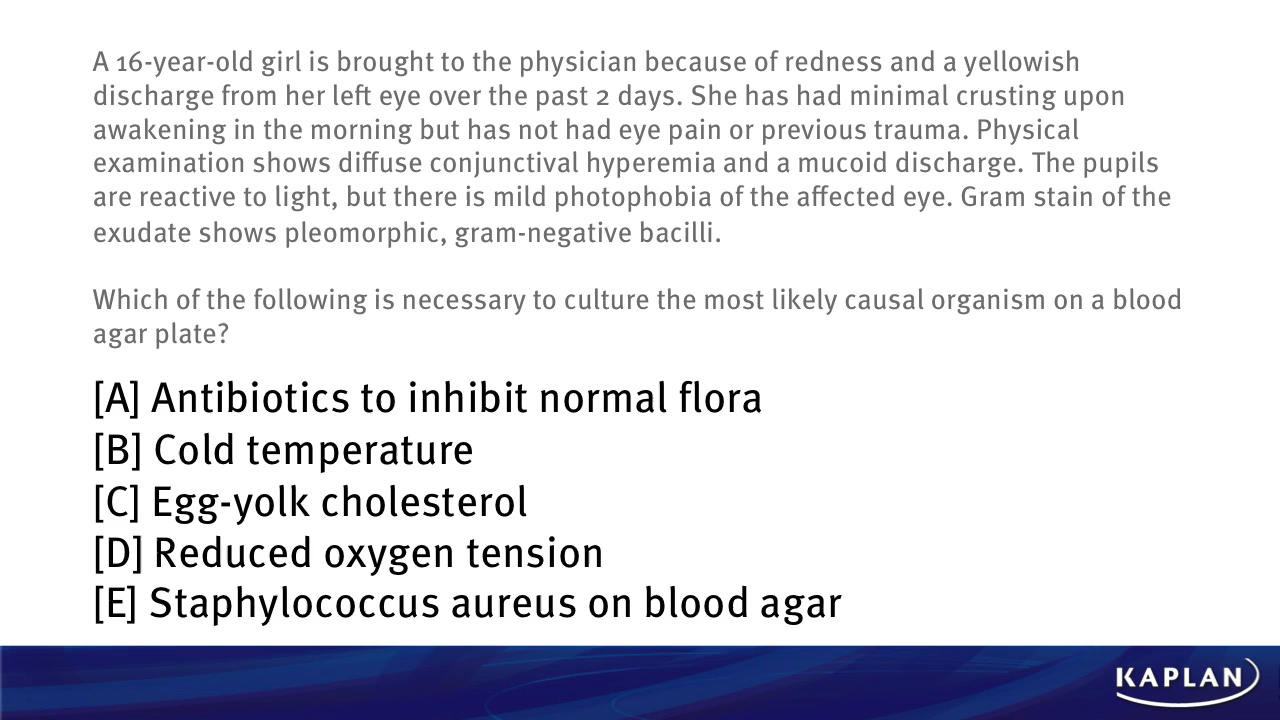 A 16-year-old girl is brought to the physician because of redness and a yellowish
discharge from her left eye over the past 2 days. She has had minimal crusting upon
awakening in the morning but has not had eye pain or previous trauma. Physical
examination shows diffuse conjunctival hyperemia and a mucoid discharge. The pupils
are reactive to light, but there is mild photophobia of the affected eye. Gram stain of the
exudate shows pleomorphic, gram-negative bacilli.
Which of the following is necessary to culture the most likely causal organism on a blood
agar plate?
[A] Antibiotics to inhibit normal flora
[B] Cold temperature
[C] Egg-yolk cholesterol
[D] Reduced oxygen tension
[E] Staphylococcus aureus on blood agar
KAPLAN